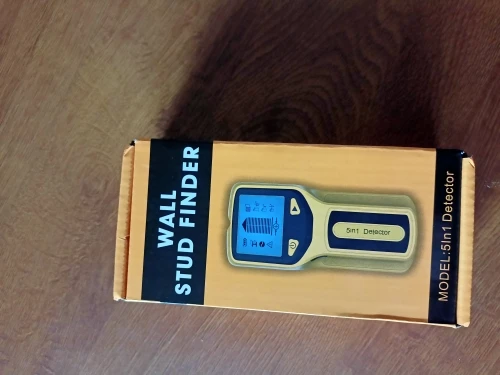 WALL
STUD FINDER
5in1 Detector
MODEL:5In1 Detector